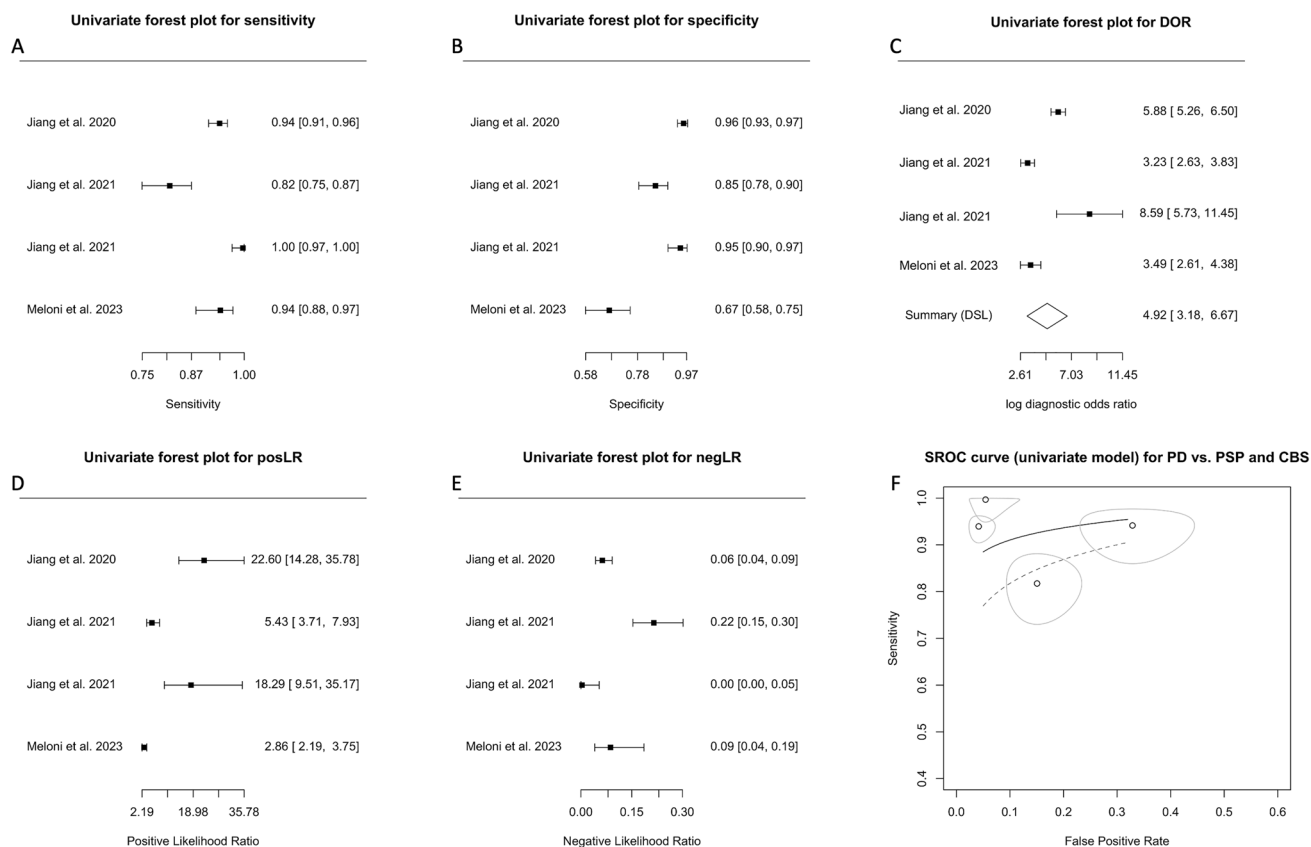 Univariate forest plot for sensitivity
A
Jiang et al. 2020 0.94 [0.91, 0.96]
Jiang et al. 2021 0.82 [0.75, 0.87]
Jiang et al. 2021 1.00 [0.97, 1.00]
Meloni et al. 2023 0.94 [0.88, 0.97]
0.75 0.87 1.00
Sensitivity
Univariate forest plot for specificity
B
Jiang et al. 2020 0.96 [0.93, 0.97]
Jiang et al. 2021 0.85 [0.78, 0.90]
Jiang et al. 2021 0.95 [0.90, 0.97]
Meloni et al. 2023 0.67 [0.58, 0.75]
0.58 0.78 0.97
Specificity
Univariate forest plot for DOR
C
Jiang et al. 2020 5.88 [ 5.26, 6.50]
Jiang et al. 2021 3.23 [ 2.63, 3.83]
Jiang et al. 2021 8.59 [ 5.73, 11.45]
Meloni et al. 2023 3.49 [ 2.61, 4.38]
Summary (DSL) 4.92 [ 3.18, 6.67]
2.61 7.03 11.45
log diagnostic odds ratio
Univariate forest plot for posLR
D
Jiang et al. 2020 22.60 [14.28, 35.78]
Jiang et al. 2021 5.43 [ 3.71, 7.93]
Jiang et al. 2021 18.29 [ 9.51, 35.17]
Meloni et al. 2023 2.86 [ 2.19, 3.75]
2.19 18.98 35.78
Positive Likelihood Ratio
Univariate forest plot for negLR
E
Jiang et al. 2020 0.06 [0.04, 0.09]
Jiang et al. 2021 0.22 [0.15, 0.30]
Jiang et al. 2021 0.00 [0.00, 0.05]
Meloni et al. 2023 0.09 [0.04, 0.19]
0.00 0.15 0.30
Negative Likelihood Ratio
SROC curve (univariate model) for PD vs. PSP and CBS
F
Sensitivity
1.0
0.9
0.8
0.7
0.6
0.5
0.4
0.0 0.1 0.2 0.3 0.4 0.5 0.6
False Positive Rate